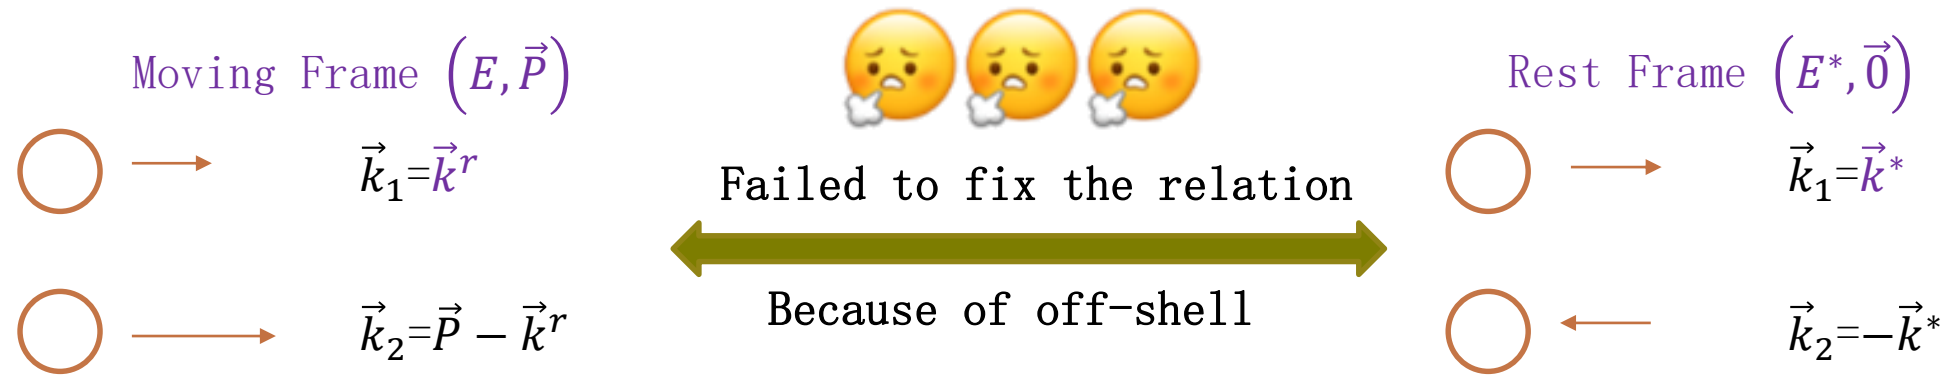 Moving Frame (E, P⃗)
k⃗₁=k⃗ʳ
k⃗₂=P⃗ − k⃗ʳ
Failed to fix the relation
Because of off-shell
Rest Frame (E*, 0⃗)
k⃗₁=k⃗*
k⃗₂=−k⃗*